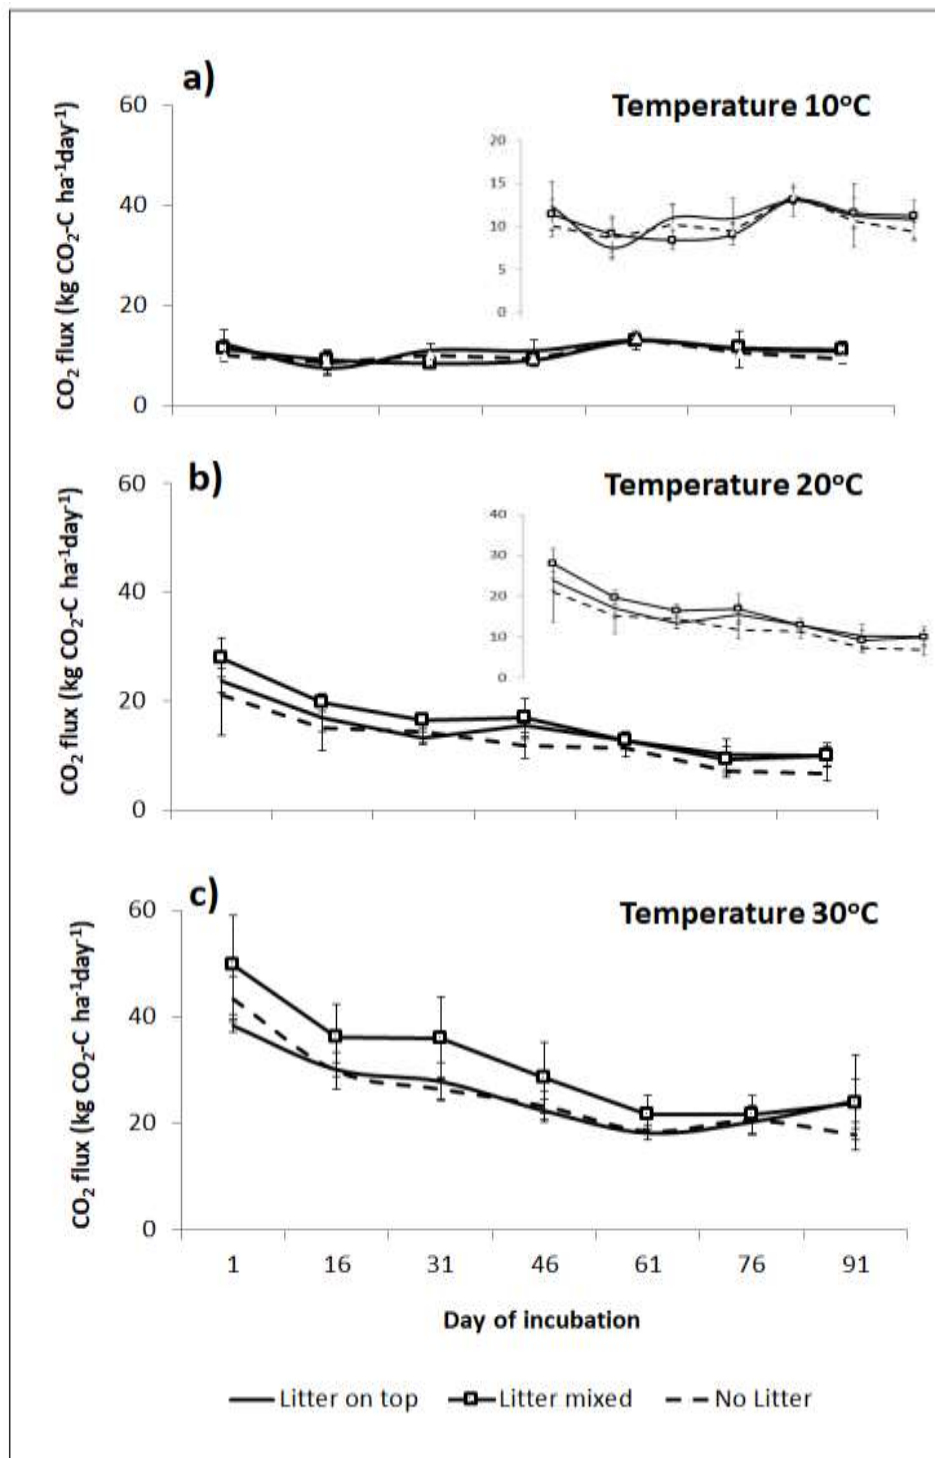 a)
Temperature 10°C
CO₂ flux (kg CO₂-C ha⁻¹day⁻¹)
60
40
20
0
20
15
10
5
0
b)
Temperature 20°C
CO₂ flux (kg CO₂-C ha⁻¹day⁻¹)
60
40
20
0
40
30
20
10
0
c)
Temperature 30°C
CO₂ flux (kg CO₂-C ha⁻¹day⁻¹)
60
40
20
0
1 16 31 46 61 76 91
Day of incubation
Litter on top Litter mixed No Litter